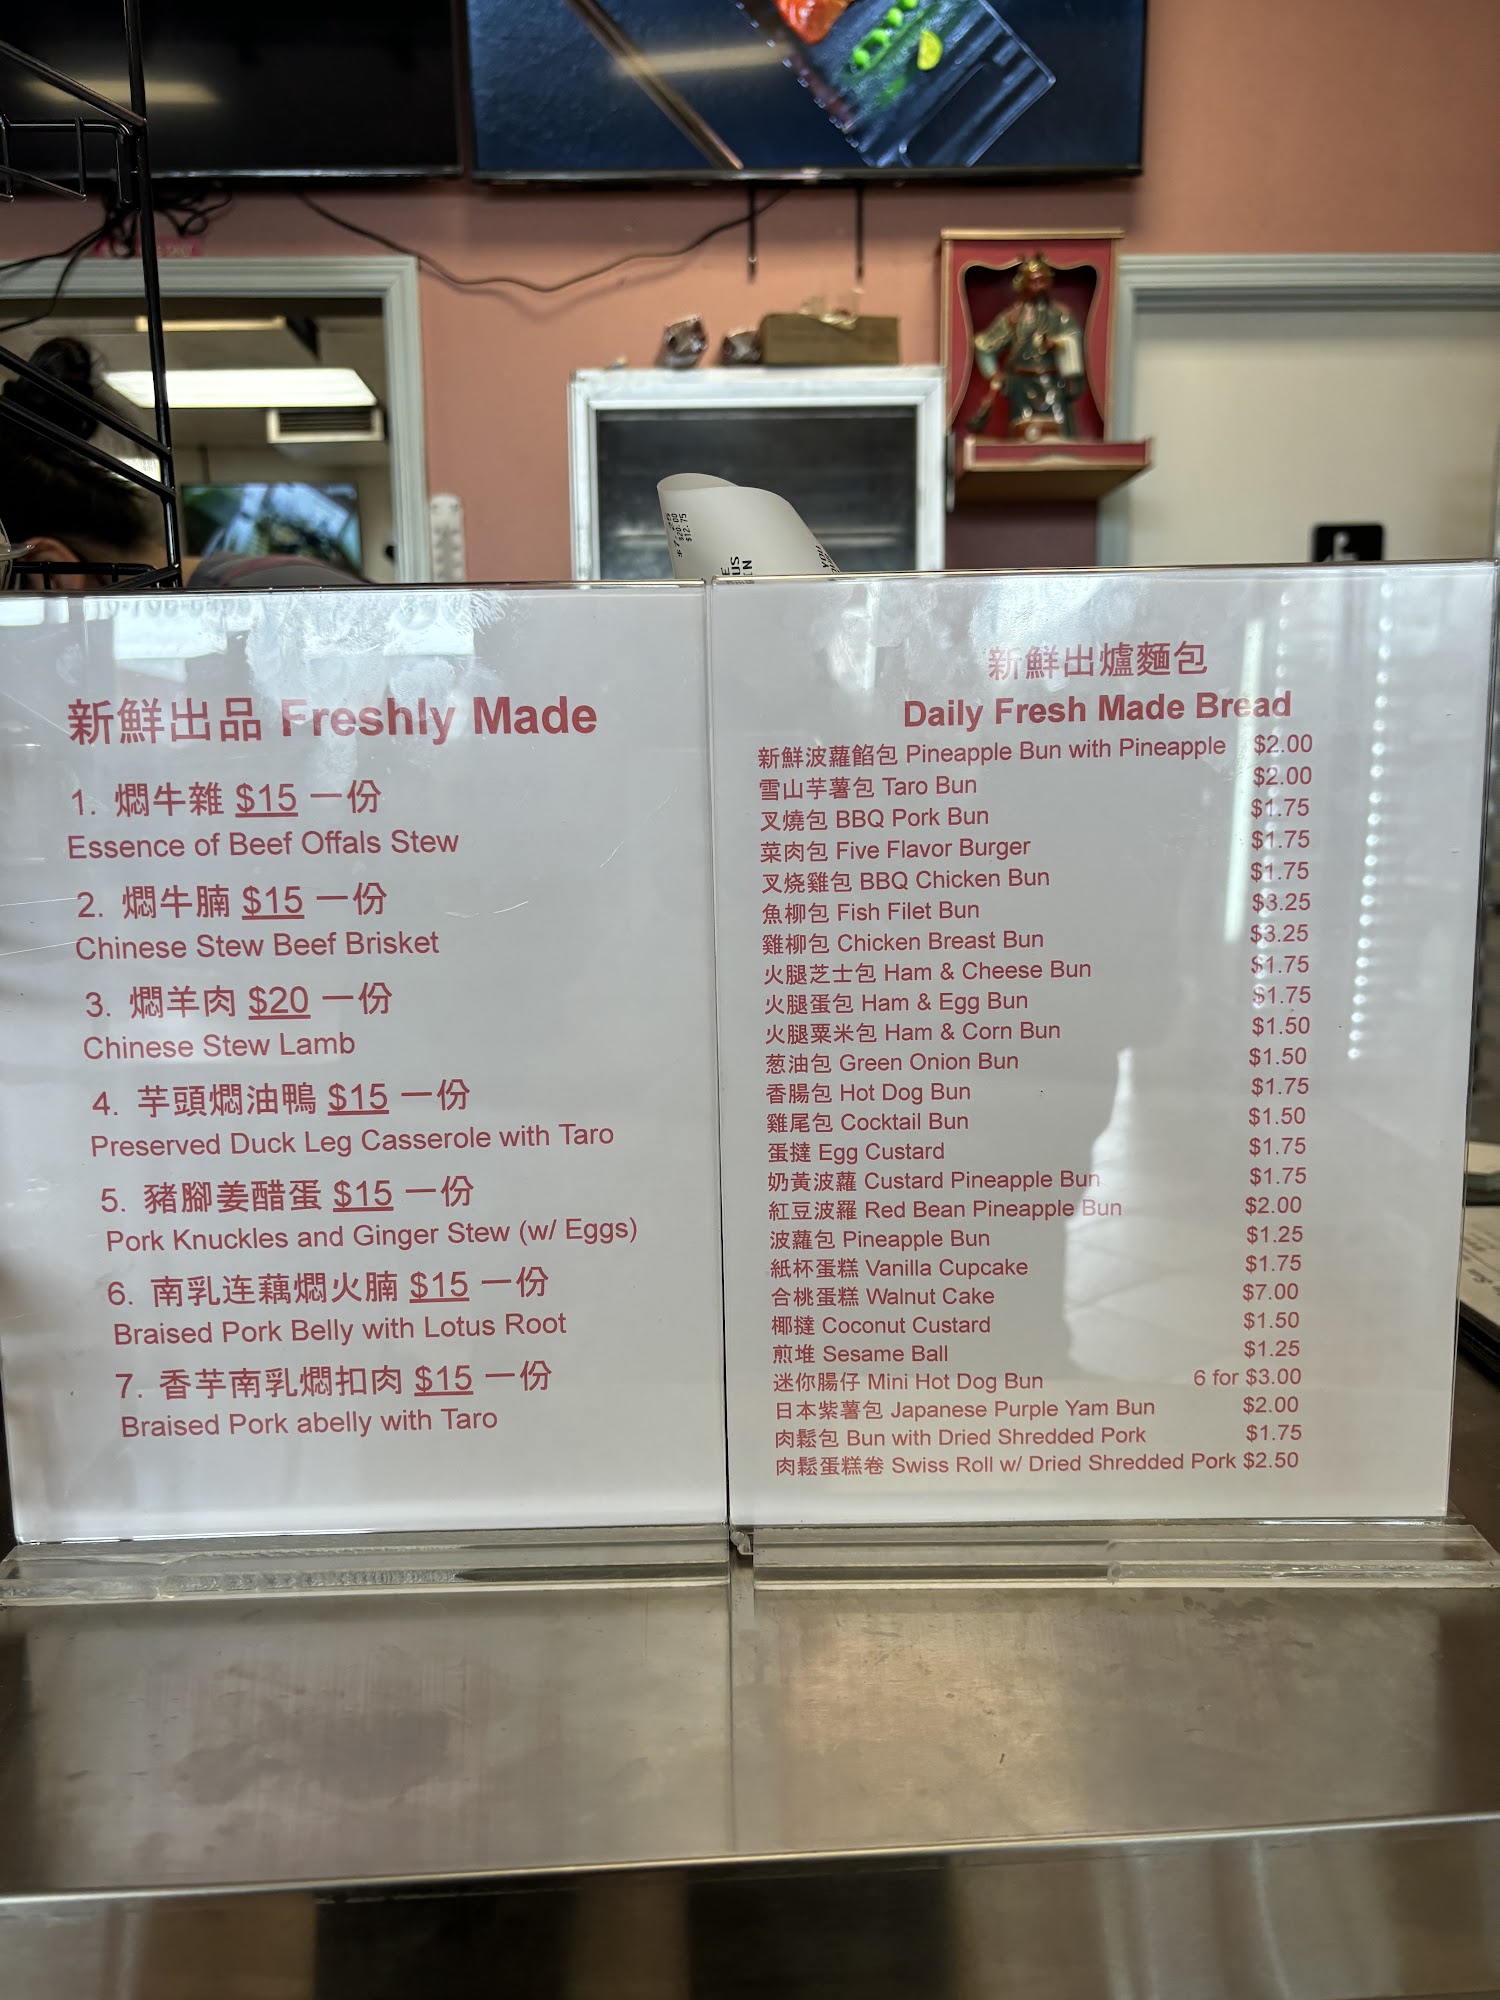 新鮮出品 Freshly Made
1. 燜牛雜 $15 一份
Essence of Beef Offals Stew
2. 燜牛腩 $15 一份
Chinese Stew Beef Brisket
3. 燜羊肉 $20 一份
Chinese Stew Lamb
4. 芋頭燜油鴨 $15 一份
Preserved Duck Leg Casserole with Taro
5. 豬腳姜醋蛋 $15 一份
Pork Knuckles and Ginger Stew (w/ Eggs)
6. 南乳连藕燜火腩 $15 一份
Braised Pork Belly with Lotus Root
7. 香芋南乳燜扣肉 $15 一份
Braised Pork abelly with Taro
新鮮出爐麵包
Daily Fresh Made Bread
新鮮波蘿餡包 Pineapple Bun with Pineapple $2.00
雪山芋薯包 Taro Bun $2.00
叉燒包 BBQ Pork Bun $1.75
菜肉包 Five Flavor Burger $1.75
叉烧雞包 BBQ Chicken Bun $1.75
魚柳包 Fish Filet Bun $3.25
雞柳包 Chicken Breast Bun $3.25
火腿芝士包 Ham & Cheese Bun $1.75
火腿蛋包 Ham & Egg Bun $1.75
火腿粟米包 Ham & Corn Bun $1.50
葱油包 Green Onion Bun $1.50
香腸包 Hot Dog Bun $1.75
雞尾包 Cocktail Bun $1.50
蛋撻 Egg Custard $1.75
奶黃波蘿 Custard Pineapple Bun $1.75
紅豆波羅 Red Bean Pineapple Bun $2.00
波蘿包 Pineapple Bun $1.25
紙杯蛋糕 Vanilla Cupcake $1.75
合桃蛋糕 Walnut Cake $7.00
椰撻 Coconut Custard $1.50
煎堆 Sesame Ball $1.25
迷你腸仔 Mini Hot Dog Bun 6 for $3.00
日本紫薯包 Japanese Purple Yam Bun $2.00
肉鬆包 Bun with Dried Shredded Pork $1.75
肉鬆蛋糕卷 Swiss Roll w/ Dried Shredded Pork $2.50